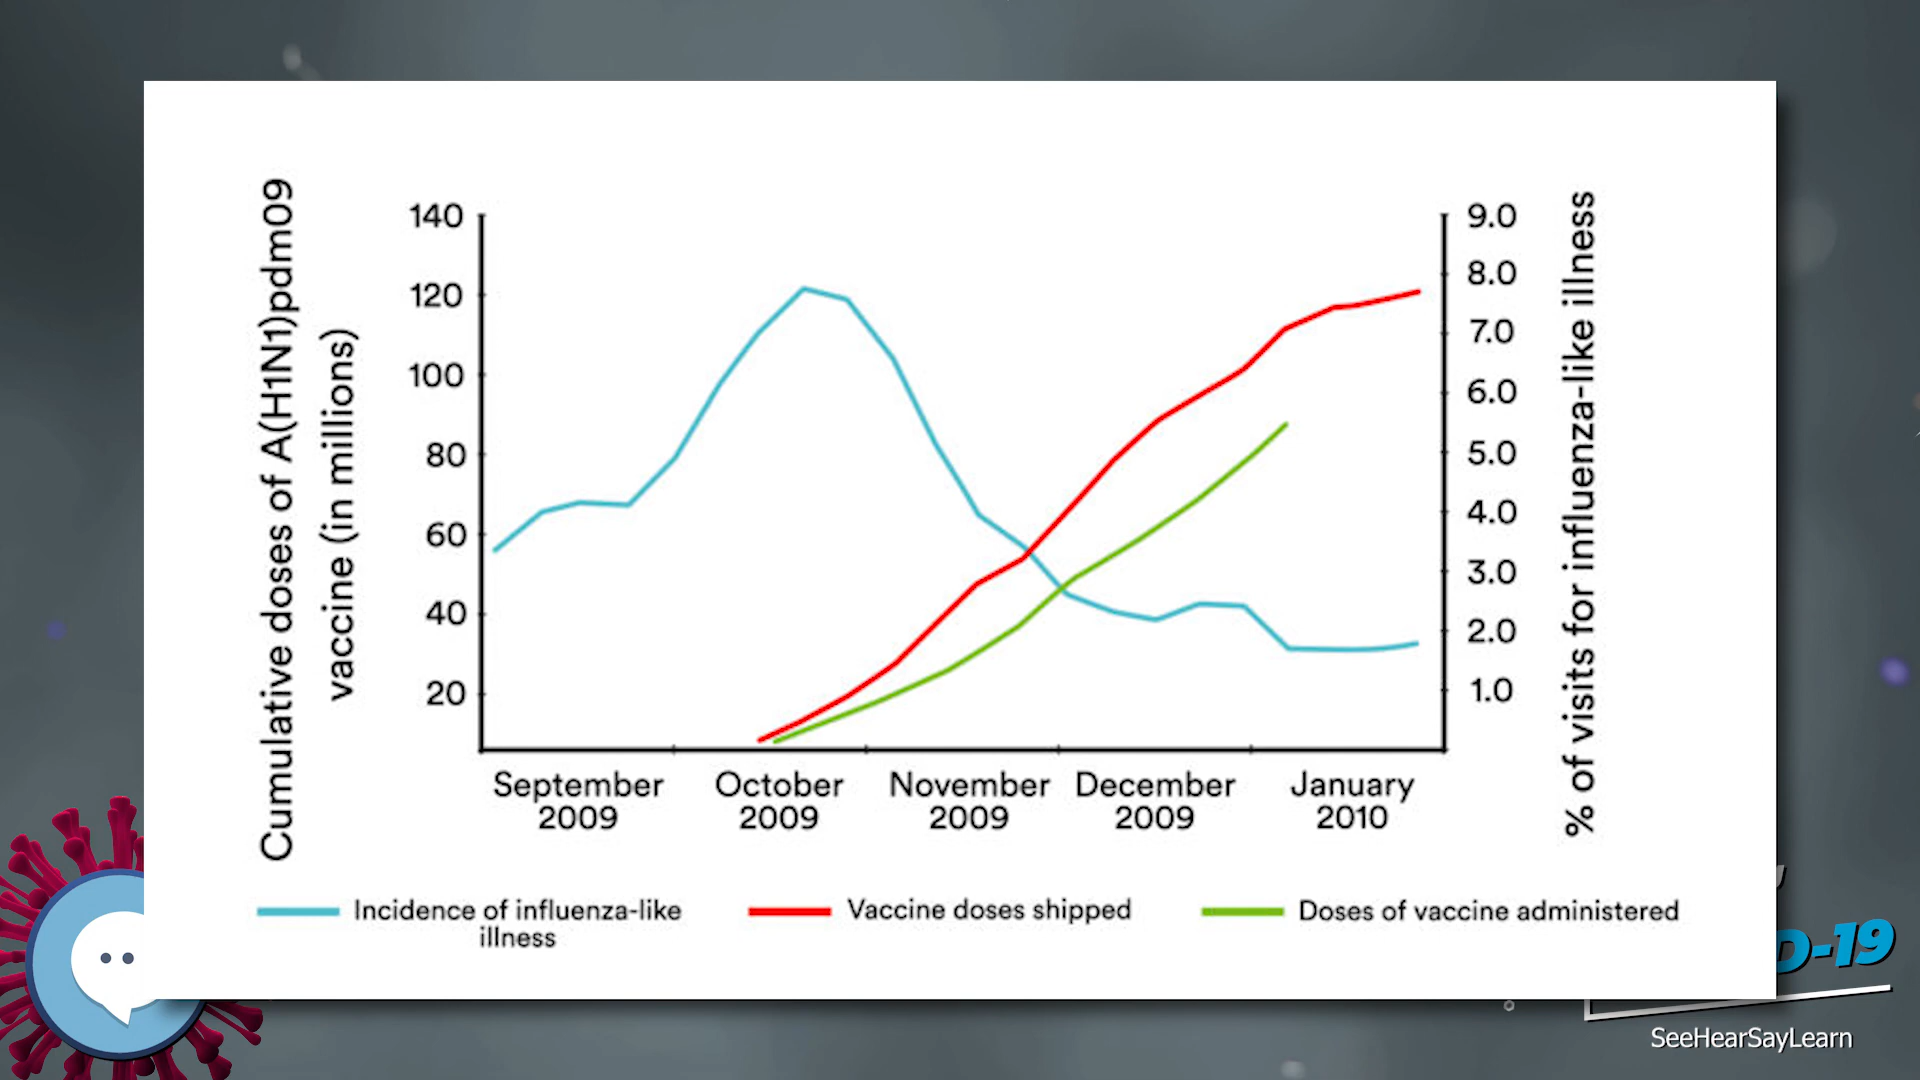 Cumulative doses of A(H1N1)pdm09
vaccine (in millions)
140
120
100
80
60
40
20
9.0
8.0
7.0
6.0
5.0
4.0
3.0
2.0
1.0
% of visits for influenza-like illness
September
2009
October
2009
November
2009
December
2009
January
2010
Incidence of influenza-like
illness
Vaccine doses shipped
Doses of vaccine administered
D-19
SeeHearSayLearn